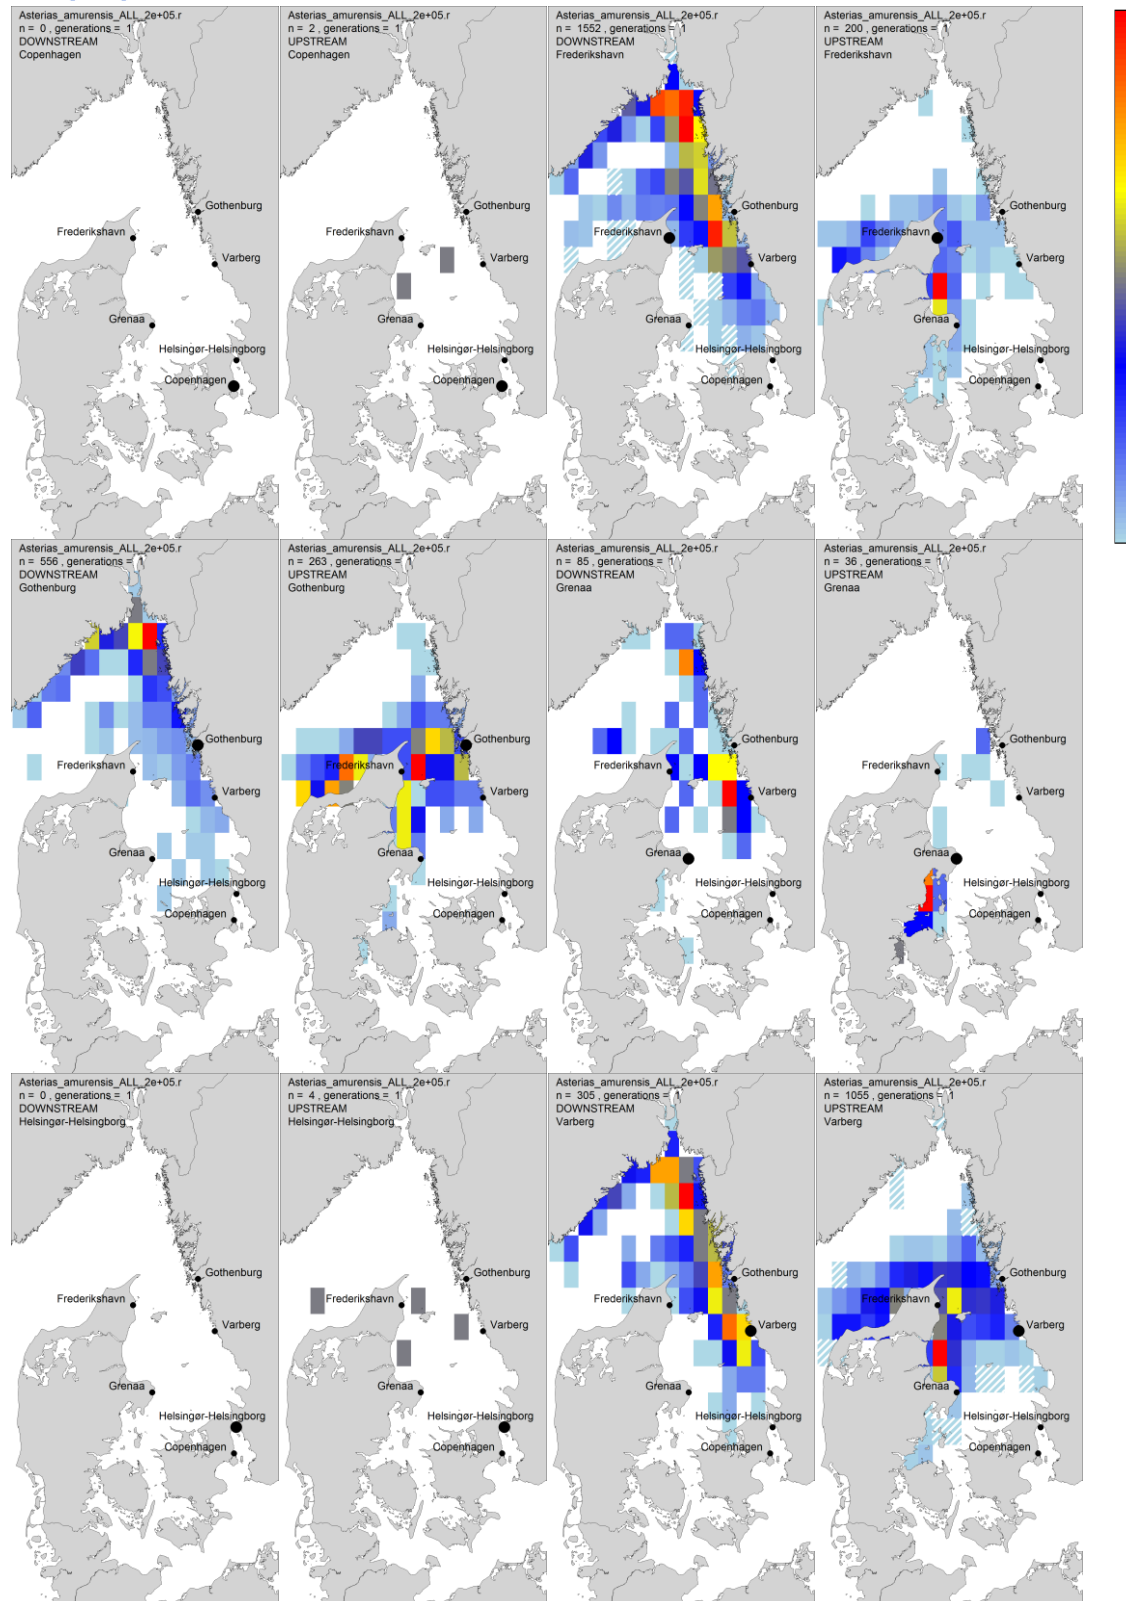 Asterias_amurensis_ALL_2e+05.r
n = 0 , generations = 1
DOWNSTREAM
Copenhagen
Gothenburg
Frederikshavn
Varberg
Grenaa
Helsingør-Helsingborg
Copenhagen
Asterias_amurensis_ALL_2e+05.r
n = 2 , generations = 1
UPSTREAM
Copenhagen
Gothenburg
Frederikshavn
Varberg
Grenaa
Helsingør-Helsingborg
Copenhagen
Asterias_amurensis_ALL_2e+05.r
n = 1552 , generations = 1
DOWNSTREAM
Frederikshavn
Gothenburg
Frederikshavn
Varberg
Grenaa
Helsingør-Helsingborg
Copenhagen
Asterias_amurensis_ALL_2e+05.r
n = 200 , generations = 1
UPSTREAM
Frederikshavn
Gothenburg
Frederikshavn
Varberg
Grenaa
Helsingør-Helsingborg
Copenhagen
Asterias_amurensis_ALL_2e+05.r
n = 556 , generations = 1
DOWNSTREAM
Gothenburg
Gothenburg
Frederikshavn
Varberg
Grenaa
Helsingør-Helsingborg
Copenhagen
Asterias_amurensis_ALL_2e+05.r
n = 263 , generations = 1
UPSTREAM
Gothenburg
Gothenburg
Frederikshavn
Varberg
Grenaa
Helsingør-Helsingborg
Copenhagen
Asterias_amurensis_ALL_2e+05.r
n = 85 , generations = 1
DOWNSTREAM
Grenaa
Gothenburg
Frederikshavn
Varberg
Grenaa
Helsingør-Helsingborg
Copenhagen
Asterias_amurensis_ALL_2e+05.r
n = 36 , generations = 1
UPSTREAM
Grenaa
Gothenburg
Frederikshavn
Varberg
Grenaa
Helsingør-Helsingborg
Copenhagen
Asterias_amurensis_ALL_2e+05.r
n = 0 , generations = 1
DOWNSTREAM
Helsingør-Helsingborg
Gothenburg
Frederikshavn
Varberg
Grenaa
Helsingør-Helsingborg
Copenhagen
Asterias_amurensis_ALL_2e+05.r
n = 4 , generations = 1
UPSTREAM
Helsingør-Helsingborg
Gothenburg
Frederikshavn
Varberg
Grenaa
Helsingør-Helsingborg
Copenhagen
Asterias_amurensis_ALL_2e+05.r
n = 305 , generations = 1
DOWNSTREAM
Varberg
Gothenburg
Frederikshavn
Varberg
Grenaa
Helsingør-Helsingborg
Copenhagen
Asterias_amurensis_ALL_2e+05.r
n = 1055 , generations = 1
UPSTREAM
Varberg
Gothenburg
Frederikshavn
Varberg
Grenaa
Helsingør-Helsingborg
Copenhagen